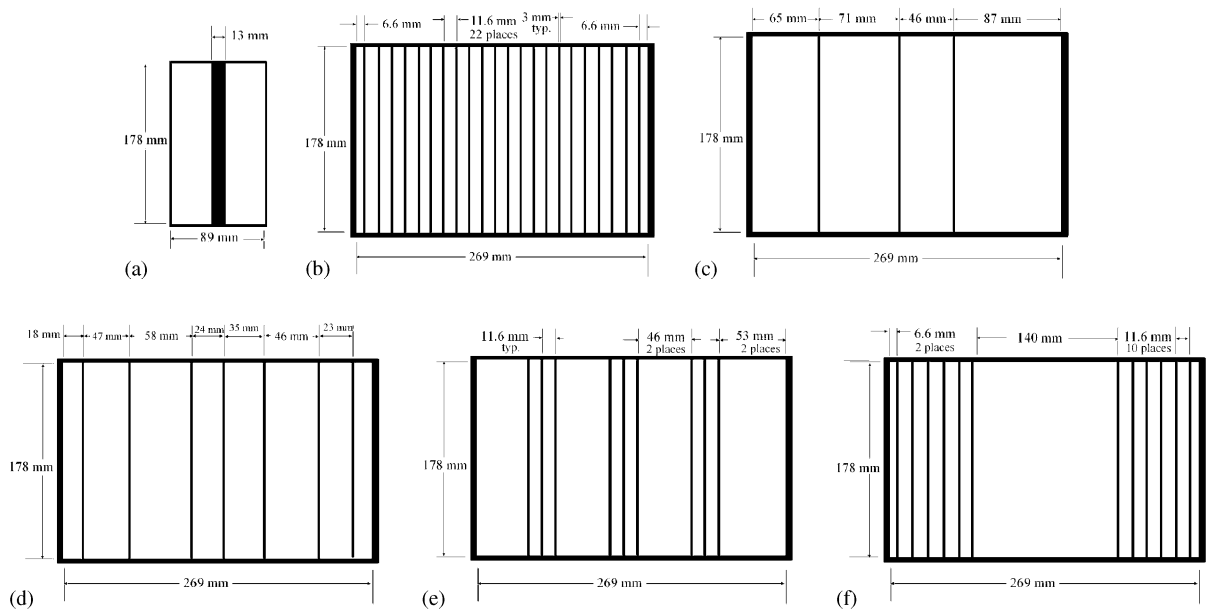 13 mm
178 mm
89 mm
(a)
6.6 mm
11.6 mm
22 places
3 mm
typ.
6.6 mm
178 mm
269 mm
(b)
65 mm
71 mm
46 mm
87 mm
178 mm
269 mm
(c)
18 mm
47 mm
58 mm
24 mm
35 mm
46 mm
23 mm
178 mm
269 mm
(d)
11.6 mm
typ.
46 mm
2 places
53 mm
2 places
178 mm
269 mm
(e)
6.6 mm
2 places
140 mm
11.6 mm
10 places
178 mm
269 mm
(f)